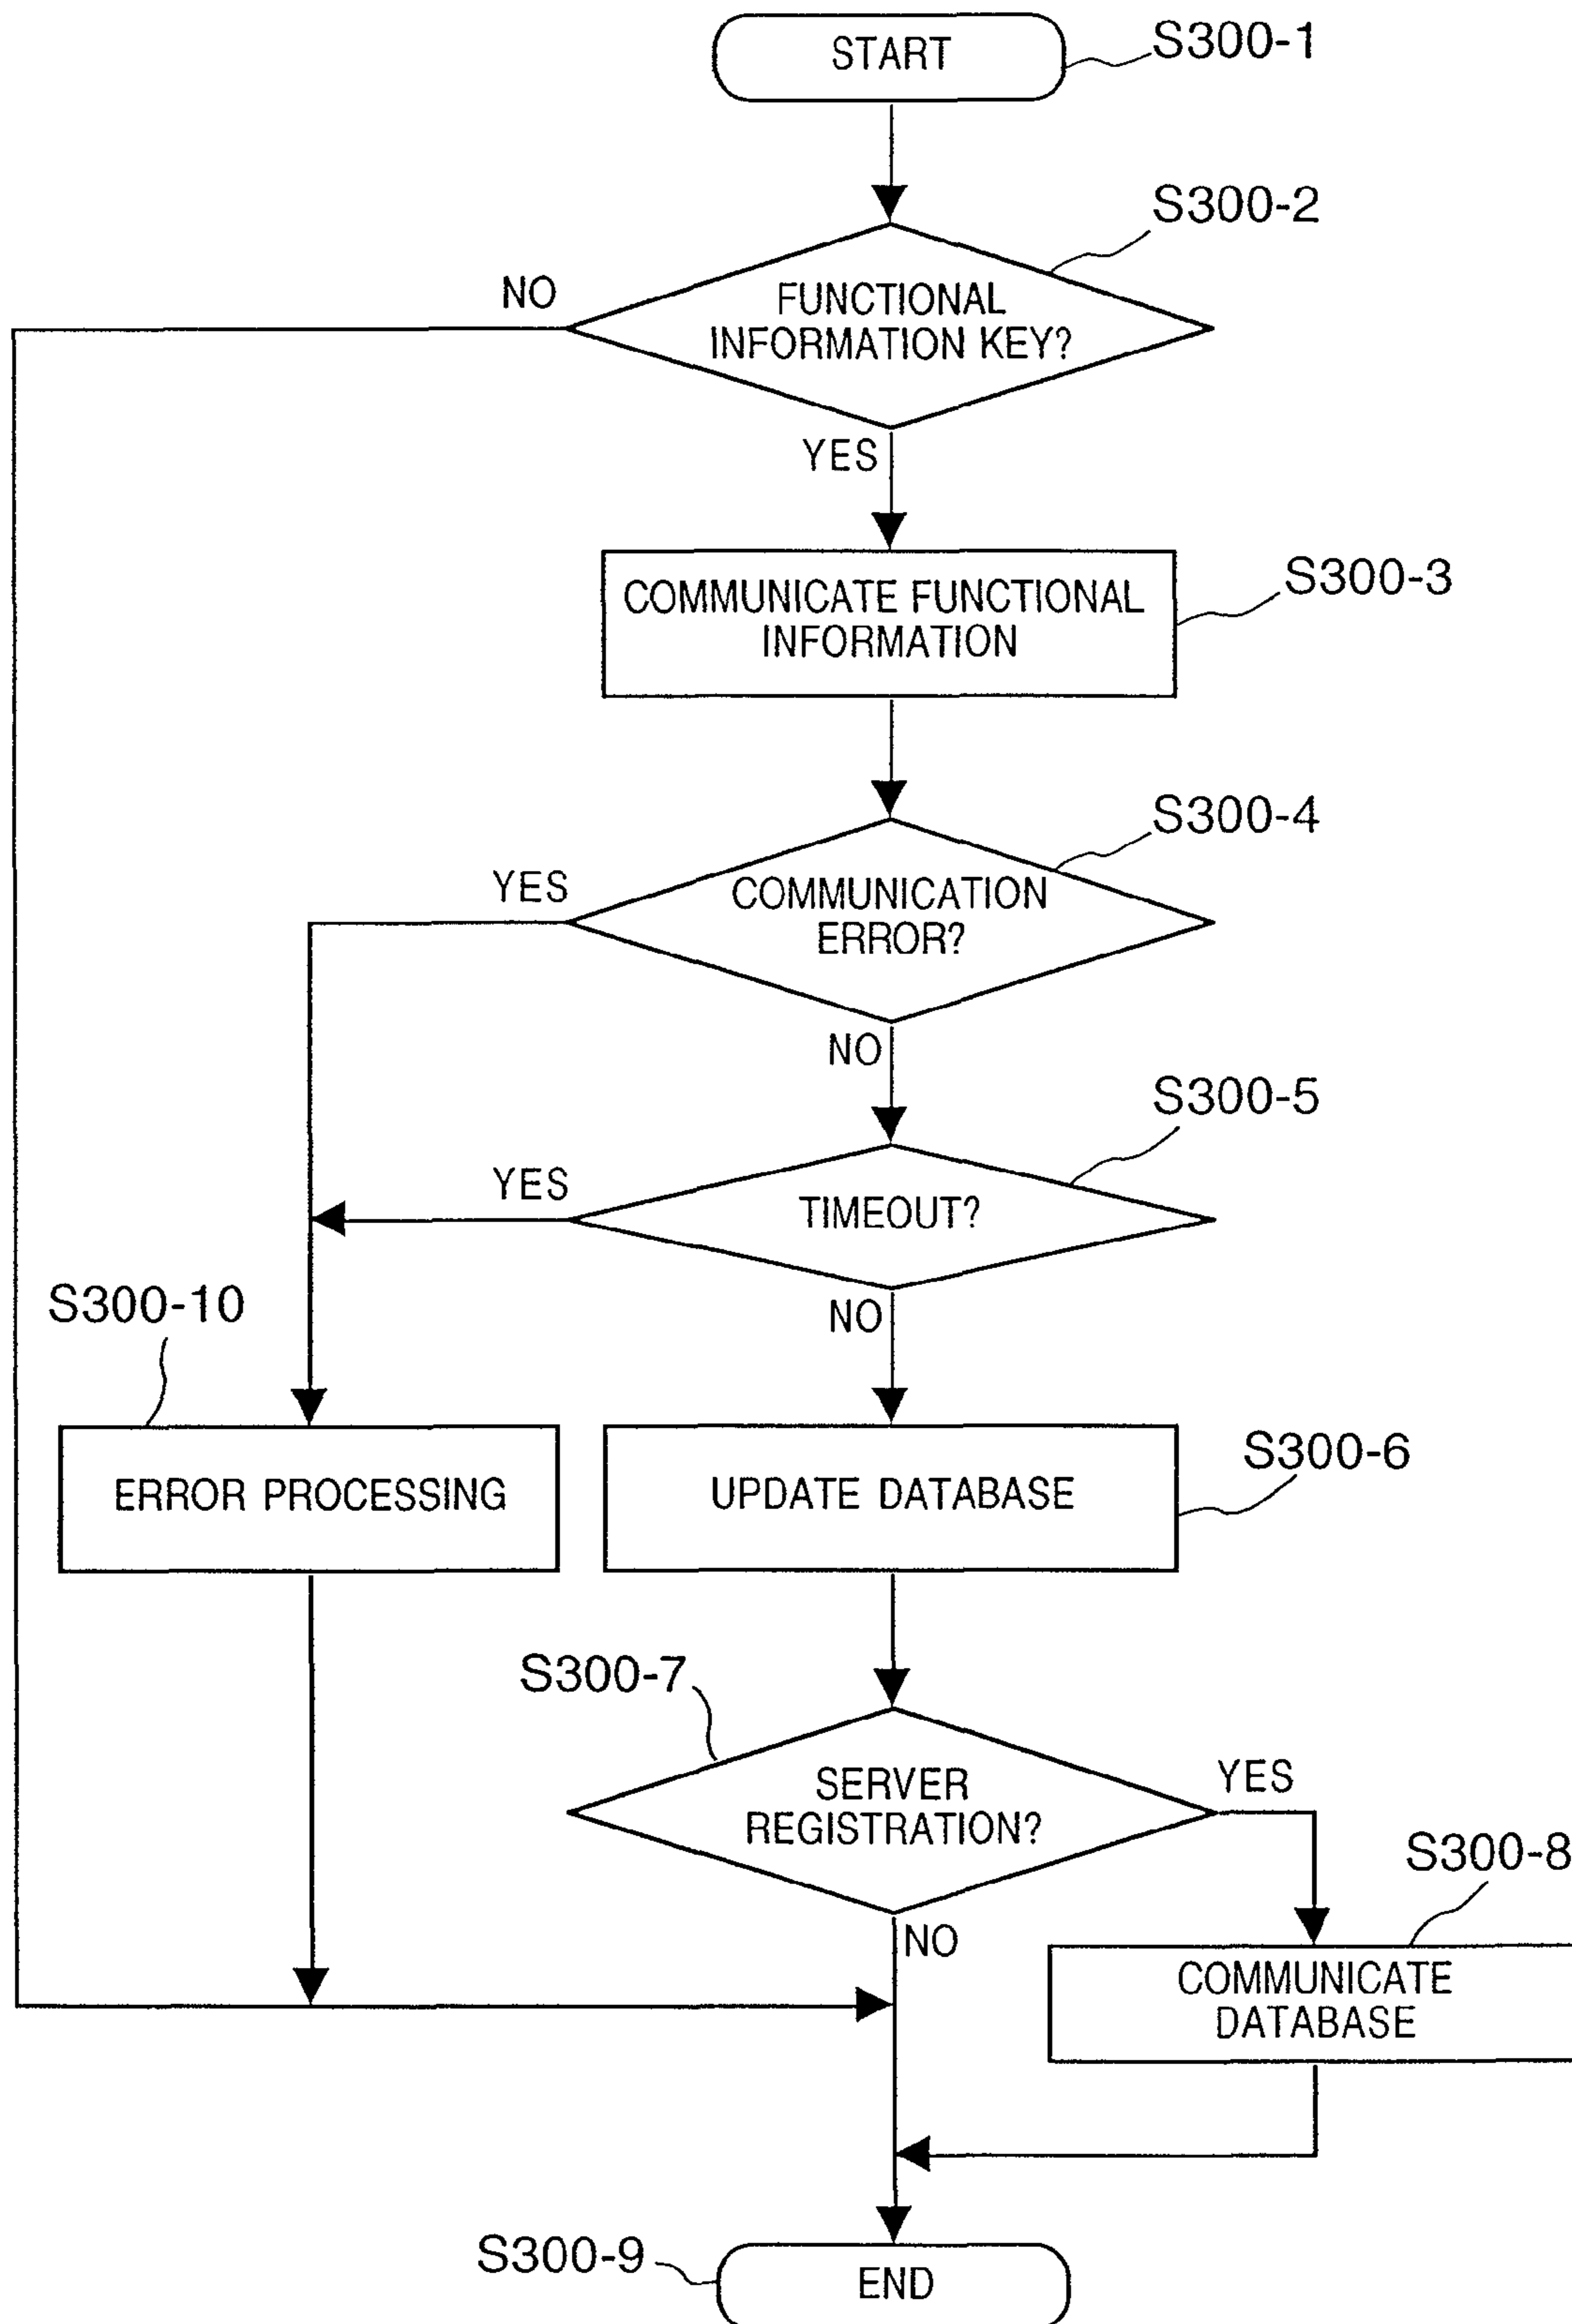 START
S300-1
S300-2
NO
FUNCTIONAL
INFORMATION KEY?
YES
COMMUNICATE FUNCTIONAL
INFORMATION
S300-3
S300-4
YES
COMMUNICATION
ERROR?
NO
S300-5
YES
TIMEOUT?
NO
S300-10
ERROR PROCESSING
UPDATE DATABASE
S300-6
S300-7
SERVER
REGISTRATION?
YES
S300-8
NO
COMMUNICATE
DATABASE
S300-9
END